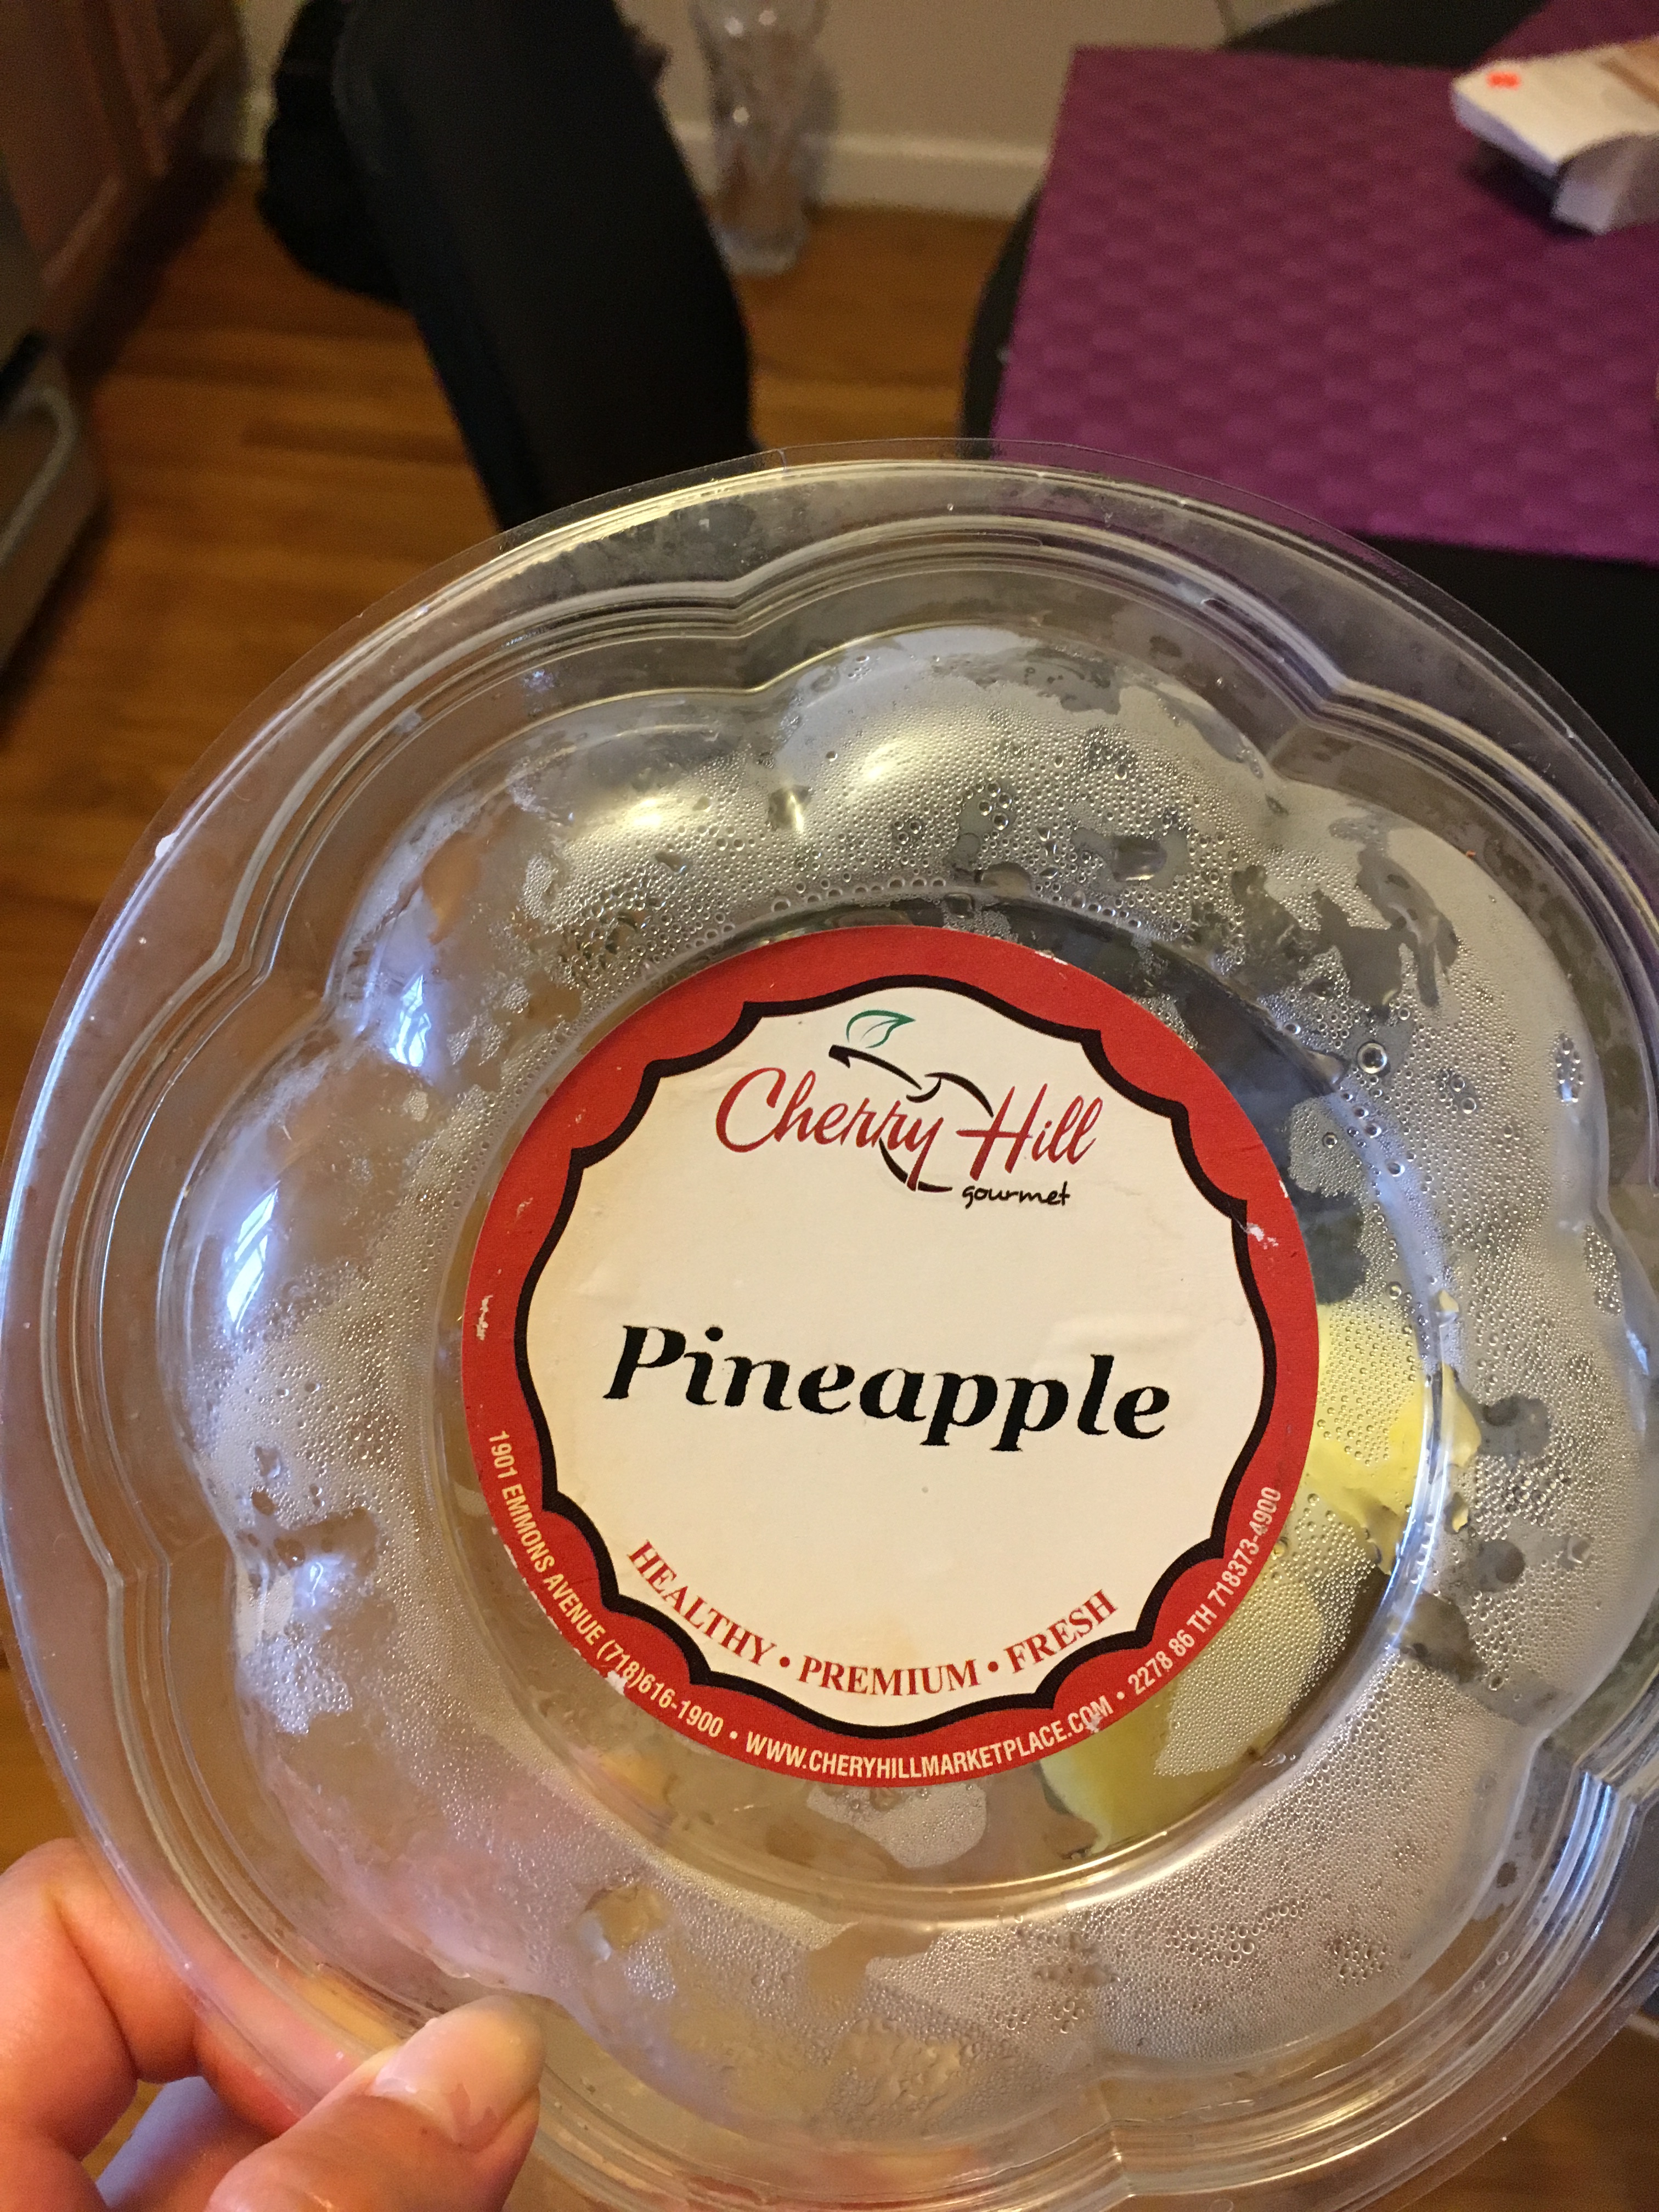 Cherry Hill
gourmet
Pineapple
HEALTHY • PREMIUM • FRESH
1901 EMMONS AVENUE (718)616-1900 • WWW.CHERYHILLMARKETPLACE.COM • 2278 86 TH 718373-4900